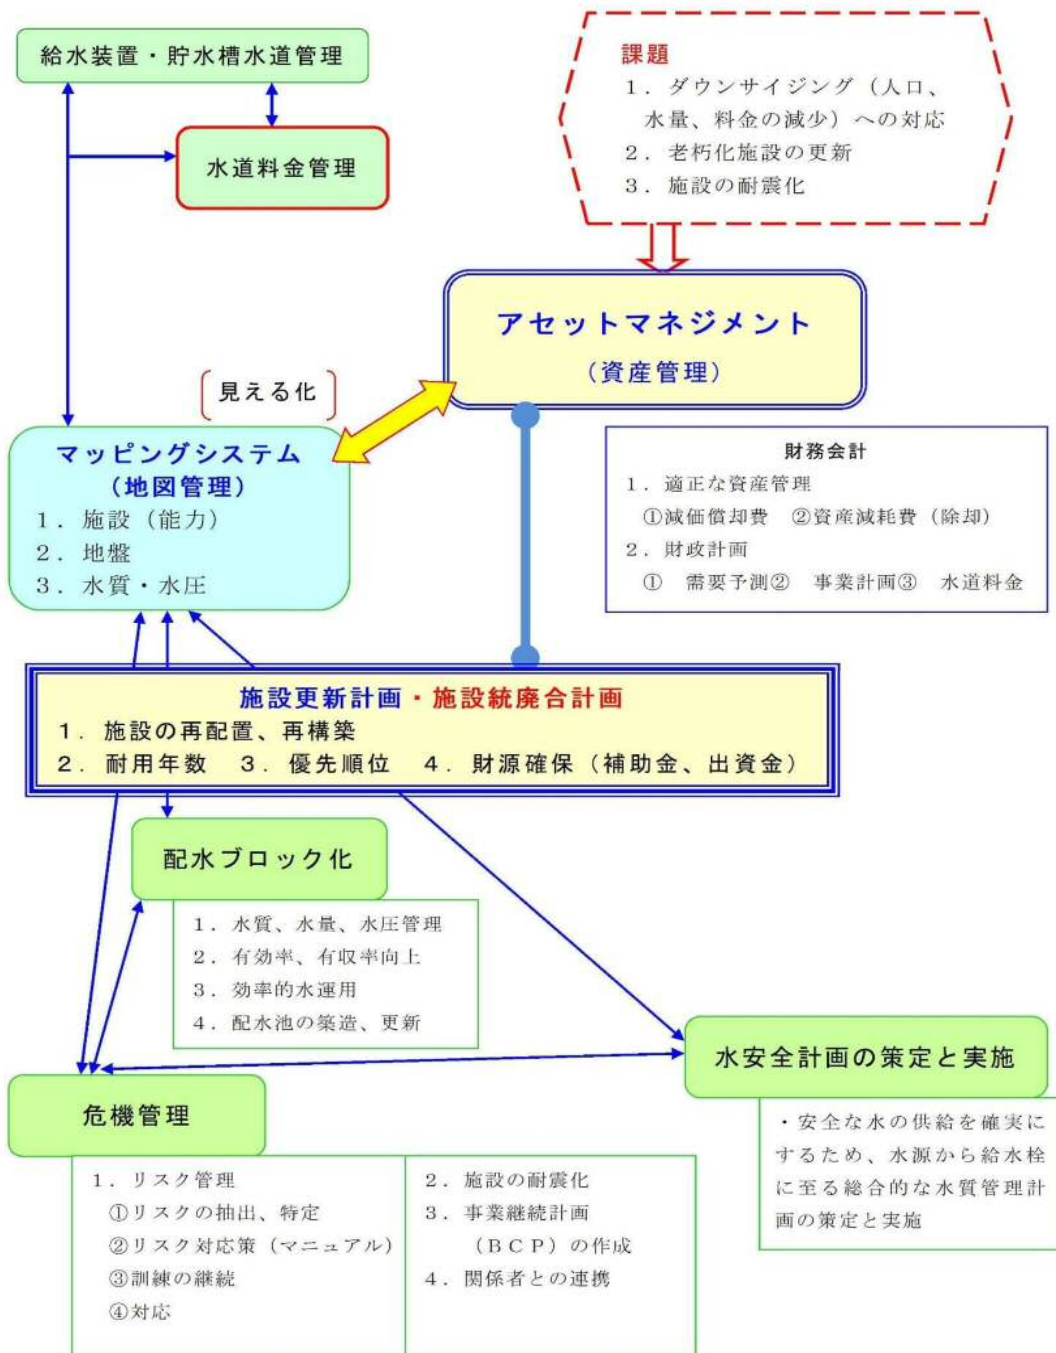 給水装置・貯水槽水道管理
水道料金管理
課題
1．ダウンサイジング（人口、
水量、料金の減少）への対応
2．老朽化施設の更新
3．施設の耐震化
アセットマネジメント
（資産管理）
見える化
マッピングシステム
（地図管理）
1．施設（能力）
2．地盤
3．水質・水圧
財務会計
1．適正な資産管理
①減価償却費　②資産減耗費（除却）
2．財政計画
①　需要予測②　事業計画③　水道料金
施設更新計画・施設統廃合計画
1．施設の再配置、再構築
2．耐用年数　3．優先順位　4．財源確保（補助金、出資金）
配水ブロック化
1．水質、水量、水圧管理
2．有効率、有収率向上
3．効率的水運用
4．配水池の築造、更新
水安全計画の策定と実施
・安全な水の供給を確実に
するため、水源から給水栓
に至る総合的な水質管理計
画の策定と実施
危機管理
1．リスク管理
①リスクの抽出、特定
②リスク対応策（マニュアル）
③訓練の継続
④対応
2．施設の耐震化
3．事業継続計画
（ＢＣＰ）の作成
4．関係者との連携